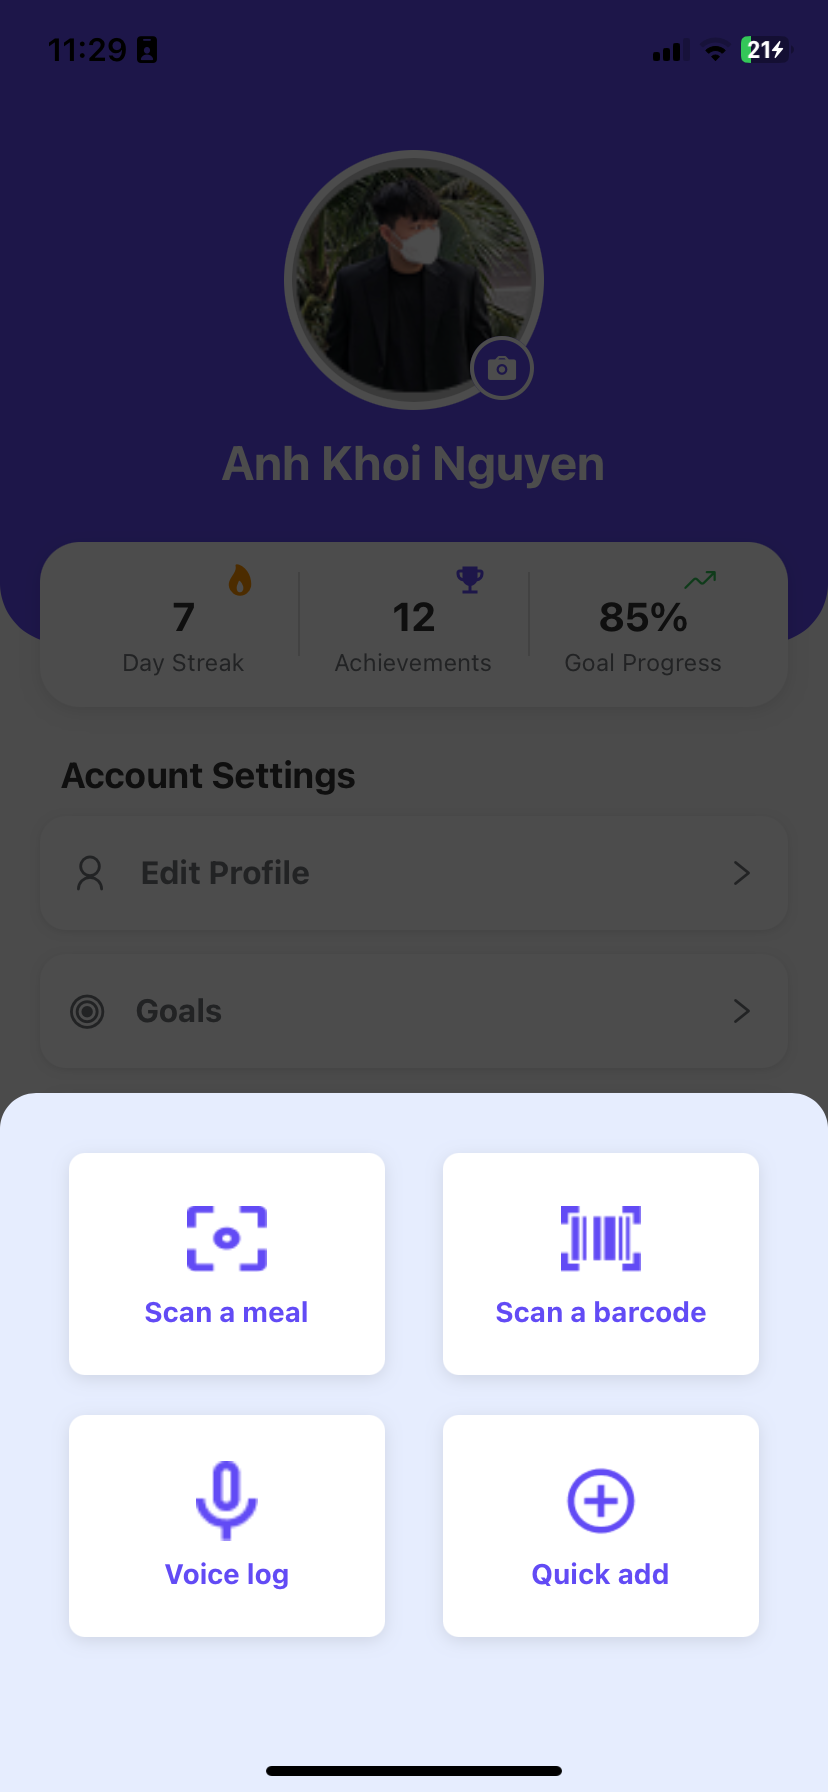 11:29
21
Anh Khoi Nguyen
7 12 85%
Day Streak Achievements Goal Progress
Account Settings
Edit Profile
Goals
Scan a meal Scan a barcode
Voice log Quick add